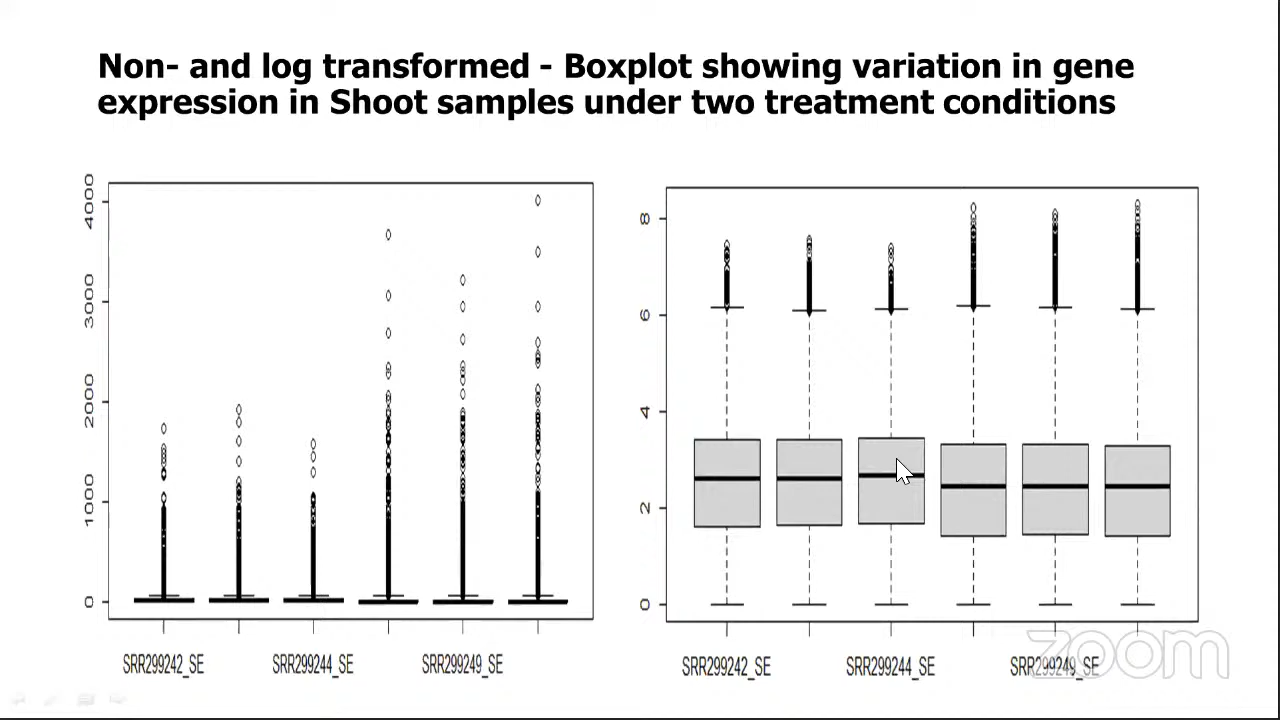 Non- and log transformed - Boxplot showing variation in gene
expression in Shoot samples under two treatment conditions
4000
3000
2000
1000
0
SRR299242_SE
SRR299244_SE
SRR299249_SE
8
6
4
2
0
SRR299242_SE
SRR299244_SE
SRR299249_SE
zoom